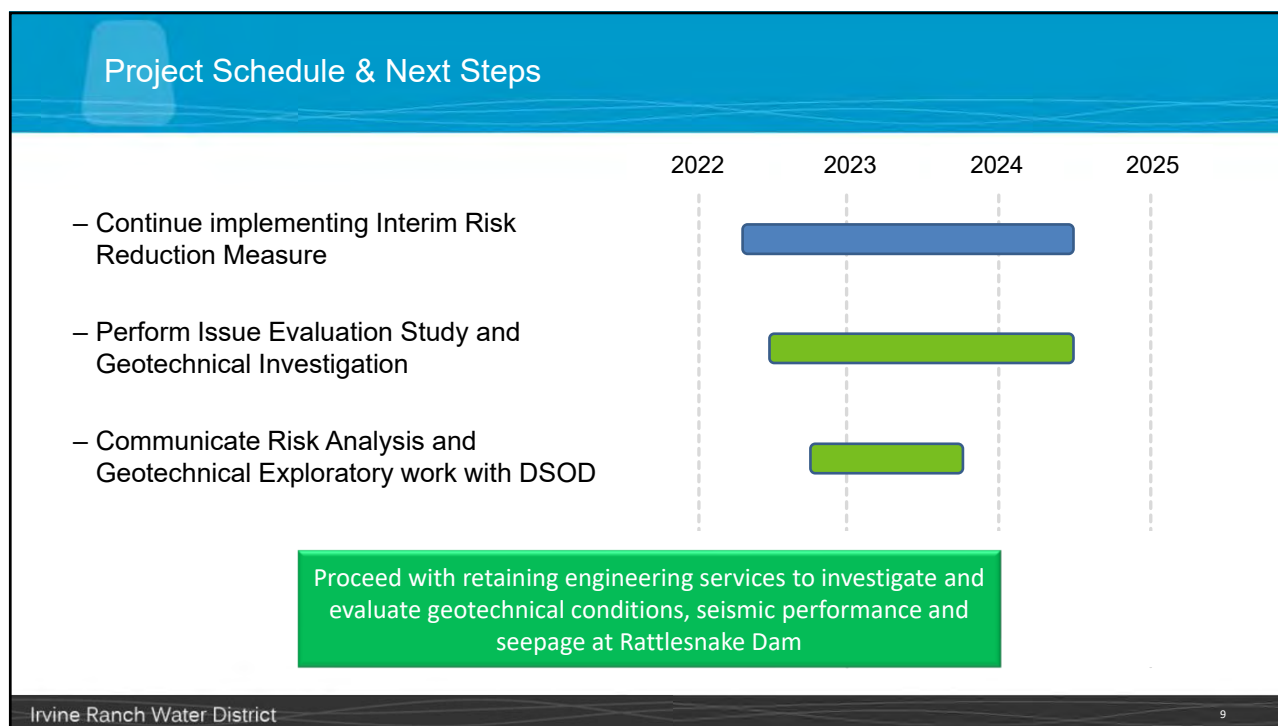 Project Schedule & Next Steps
2022 2023 2024 2025
– Continue implementing Interim Risk
Reduction Measure
– Perform Issue Evaluation Study and
Geotechnical Investigation
– Communicate Risk Analysis and
Geotechnical Exploratory work with DSOD
Proceed with retaining engineering services to investigate and
evaluate geotechnical conditions, seismic performance and
seepage at Rattlesnake Dam
Irvine Ranch Water District 9